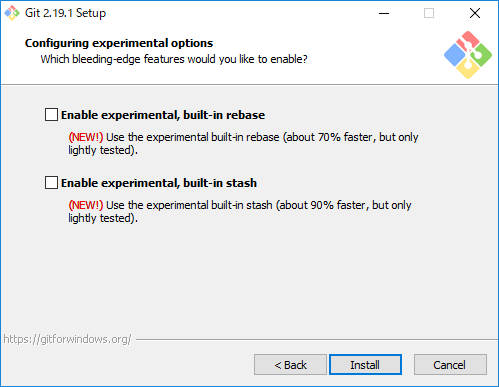 Git 2.19.1 Setup
Configuring experimental options
Which bleeding-edge features would you like to enable?
Enable experimental, built-in rebase
(NEW!) Use the experimental built-in rebase (about 70% faster, but only
lightly tested).
Enable experimental, built-in stash
(NEW!) Use the experimental built-in stash (about 90% faster, but only
lightly tested).
https://gitforwindows.org/
< Back
Install
Cancel